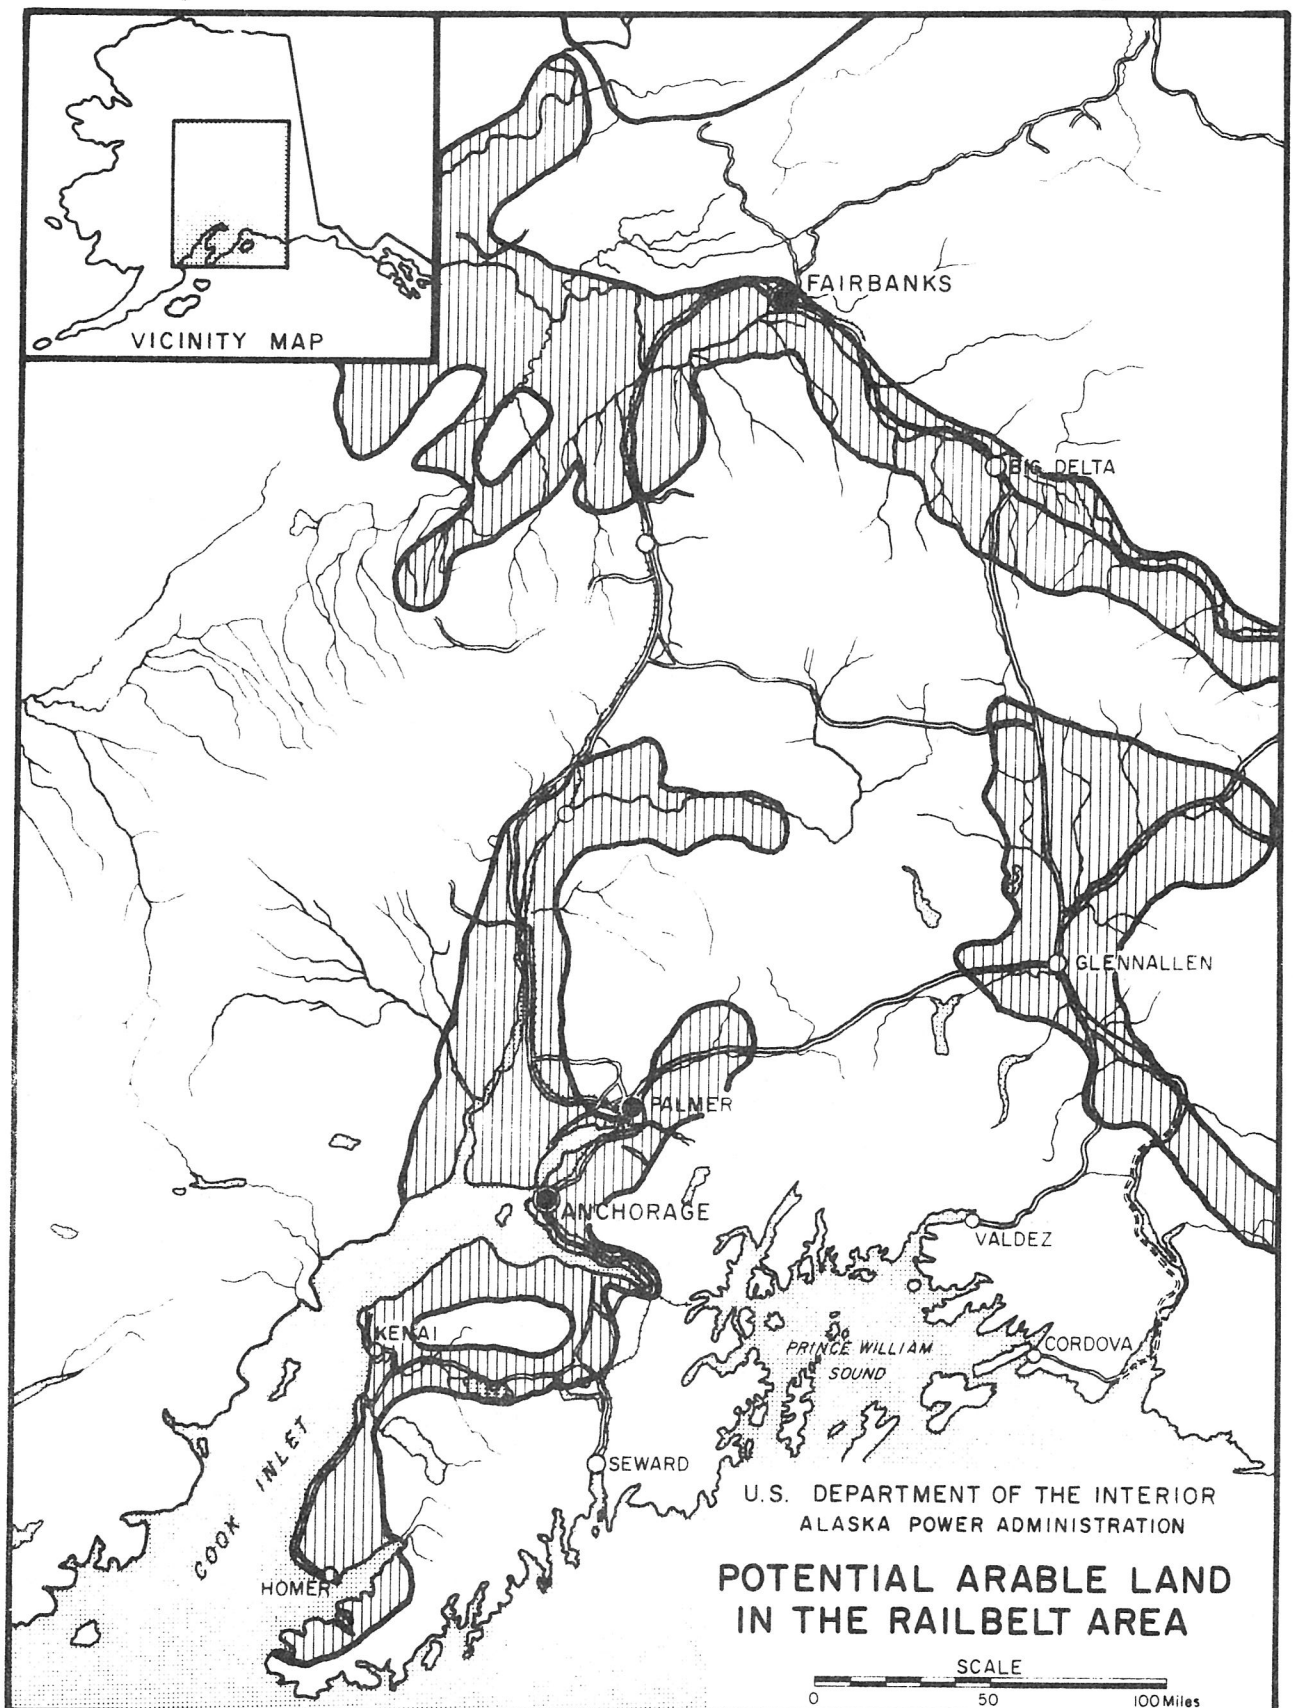 VICINITY MAP
FAIRBANKS
BIG DELTA
GLENNALLEN
PALMER
ANCHORAGE
VALDEZ
KENAI
PRINCE WILLIAM
SOUND
CORDOVA
COOK INLET
SEWARD
HOMER
U.S. DEPARTMENT OF THE INTERIOR
ALASKA POWER ADMINISTRATION
POTENTIAL ARABLE LAND
IN THE RAILBELT AREA
SCALE
0 50 100 Miles